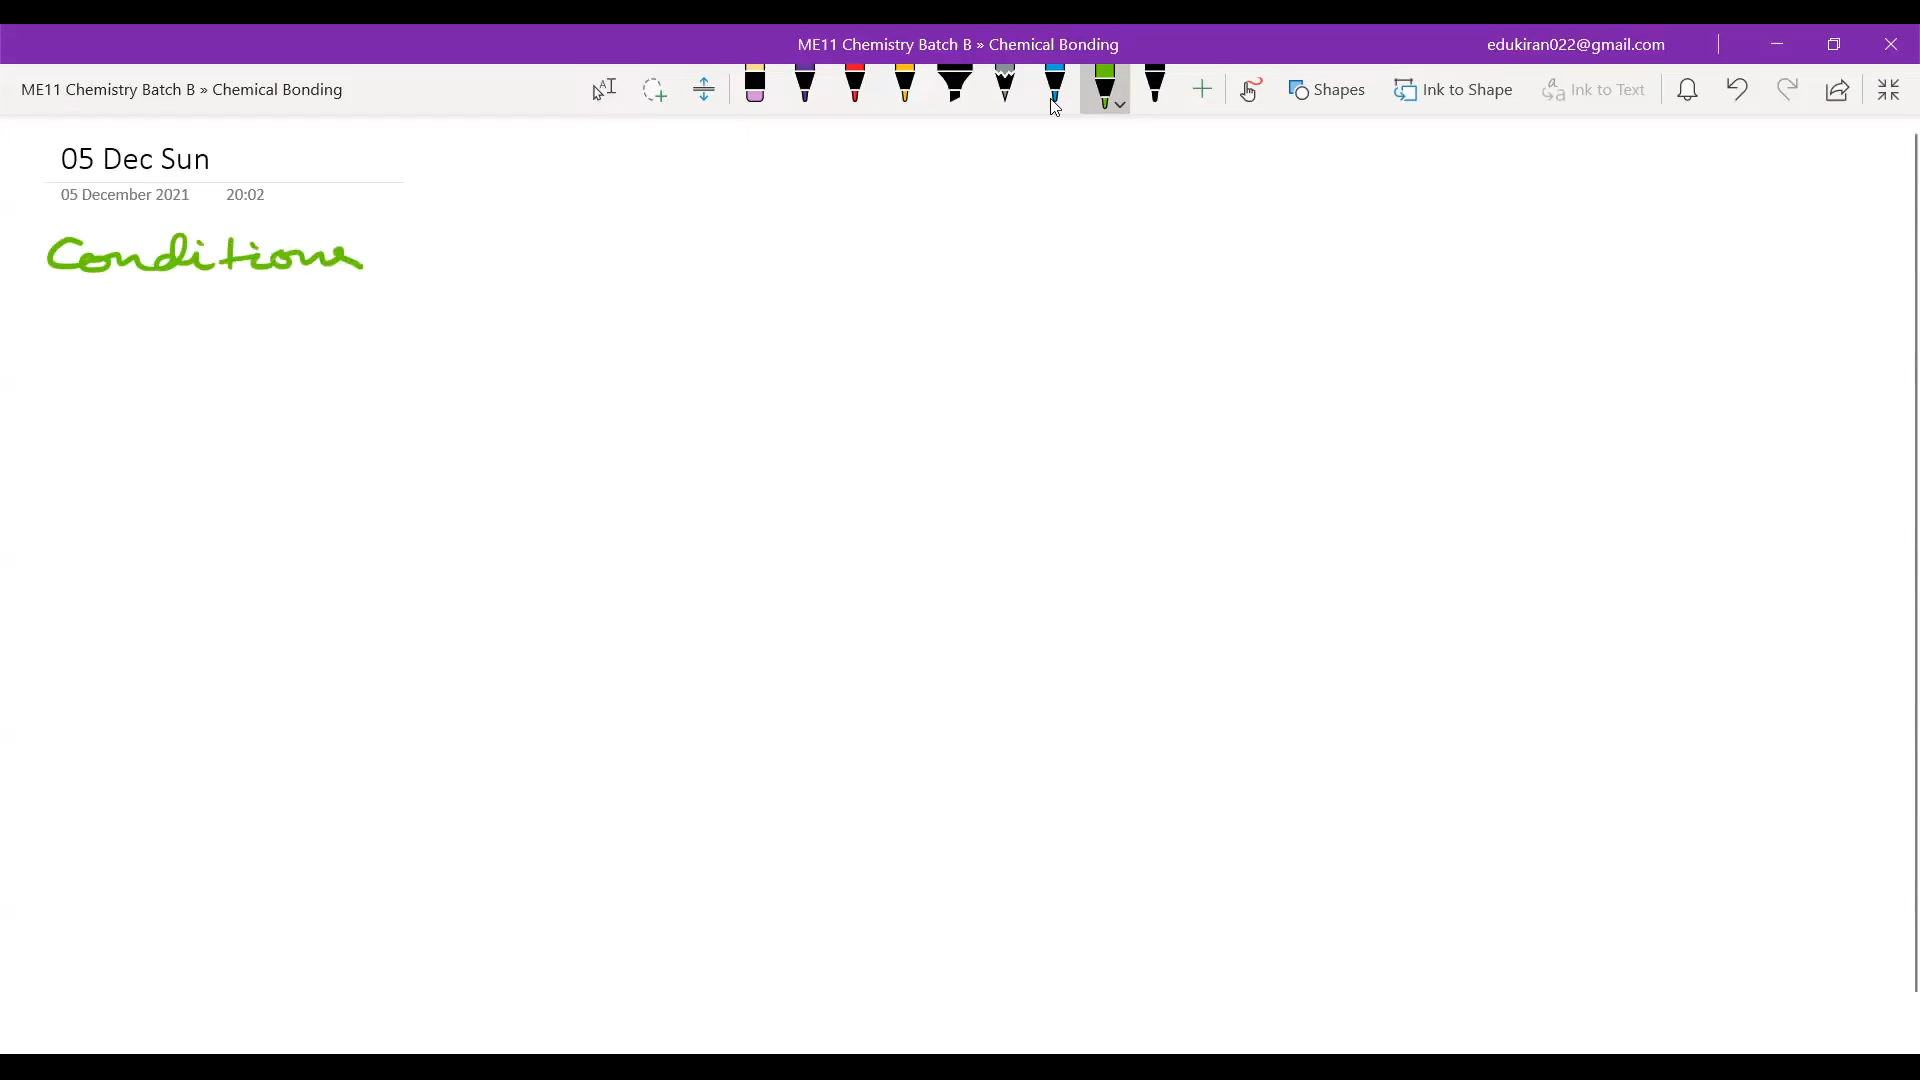 ME11 Chemistry Batch B » Chemical Bonding
edukiran022@gmail.com
ME11 Chemistry Batch B » Chemical Bonding
Shapes
Ink to Shape
Ink to Text
05 Dec Sun
05 December 2021 20:02
Conditions